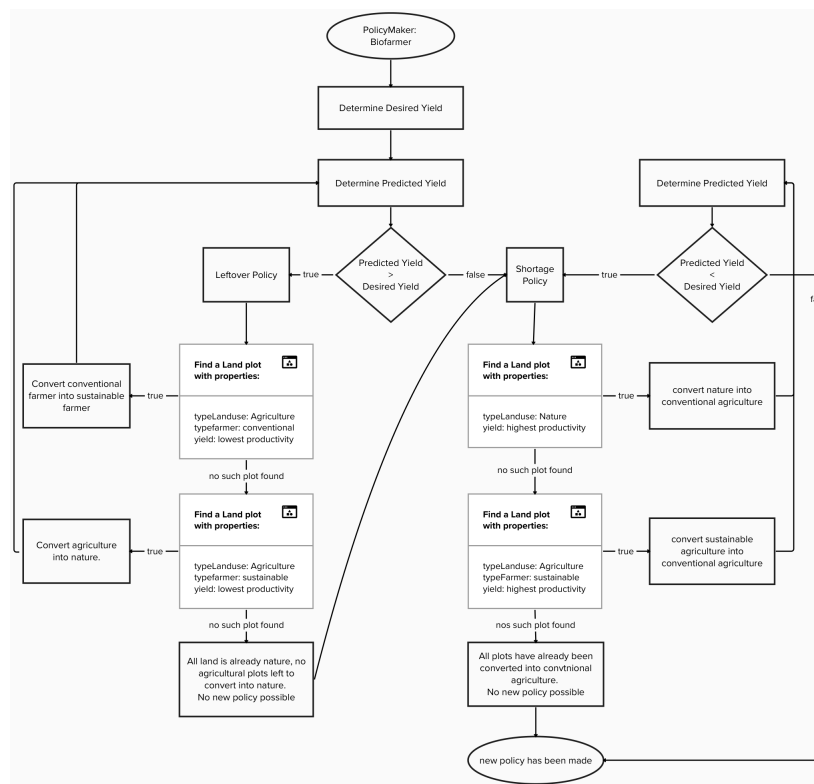 PolicyMaker:
Biofarmer
Determine Desired Yield
Determine Predicted Yield
Determine Predicted Yield
Leftover Policy
true
Predicted Yield
>
Desired Yield
false
Shortage
Policy
true
Predicted Yield
<
Desired Yield
Find a Land plot
with properties:
typeLanduse: Agriculture
typefarmer: conventional
yield: lowest productivity
true
Convert conventional
farmer into sustainable
farmer
no such plot found
Find a Land plot
with properties:
typeLanduse: Nature
yield: highest productivity
true
convert nature into
conventional agriculture
no such plot found
Find a Land plot
with properties:
typeLanduse: Agriculture
typefarmer: sustainable
yield: lowest productivity
true
Convert agriculture
into nature.
no such plot found
Find a Land plot
with properties:
typeLanduse: Agriculture
typeFarmer: sustainable
yield: highest productivity
true
convert sustainable
agriculture into
conventional agriculture
nos such plot found
All land is already nature, no
agricultural plots left to
convert into nature.
No new policy possible
All plots have already been
converted into convtnional
agriculture.
No new policy possible
new policy has been made